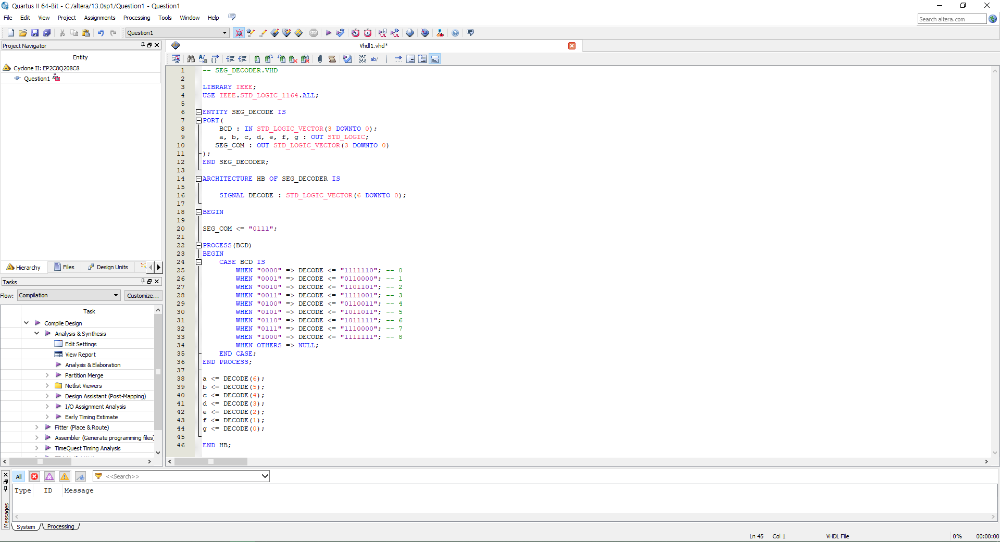 Quartus II 64-Bit - C:/altera/13.0sp1/Question1 - Question1
File Edit View Project Assignments Processing Tools Window Help
Search altera.com
Question1
STOP
Project Navigator
Entity
Cyclone II: EP2C8Q208C8
Question1
Hierarchy Files Design Units
Tasks
Flow: Compilation Customize...
Task
Compile Design
Analysis & Synthesis
Edit Settings
View Report
Analysis & Elaboration
Partition Merge
Netlist Viewers
Design Assistant (Post-Mapping)
I/O Assignment Analysis
Early Timing Estimate
Fitter (Place & Route)
Assembler (Generate programming files)
TimeQuest Timing Analysis
Vhdl1.vhd*
267
268 ab/
1 -- SEG_DECODER.VHD
2
3 LIBRARY IEEE;
4 USE IEEE.STD_LOGIC_1164.ALL;
5
6 ENTITY SEG_DECODE IS
7 PORT(
8 BCD : IN STD_LOGIC_VECTOR(3 DOWNTO 0);
9 a, b, c, d, e, f, g : OUT STD_LOGIC;
10 SEG_COM : OUT STD_LOGIC_VECTOR(3 DOWNTO 0)
11 );
12 END SEG_DECODER;
13
14 ARCHITECTURE HB OF SEG_DECODER IS
15
16 SIGNAL DECODE : STD_LOGIC_VECTOR(6 DOWNTO 0);
17
18 BEGIN
19
20 SEG_COM <= "0111";
21
22 PROCESS(BCD)
23 BEGIN
24 CASE BCD IS
25 WHEN "0000" => DECODE <= "1111110"; -- 0
26 WHEN "0001" => DECODE <= "0110000"; -- 1
27 WHEN "0010" => DECODE <= "1101101"; -- 2
28 WHEN "0011" => DECODE <= "1111001"; -- 3
29 WHEN "0100" => DECODE <= "0110011"; -- 4
30 WHEN "0101" => DECODE <= "1011011"; -- 5
31 WHEN "0110" => DECODE <= "1011111"; -- 6
32 WHEN "0111" => DECODE <= "1110000"; -- 7
33 WHEN "1000" => DECODE <= "1111111"; -- 8
34 WHEN OTHERS => NULL;
35 END CASE;
36 END PROCESS;
37
38 a <= DECODE(6);
39 b <= DECODE(5);
40 c <= DECODE(4);
41 d <= DECODE(3);
42 e <= DECODE(2);
43 f <= DECODE(1);
44 g <= DECODE(0);
45
46 END HB;
All <<Search>>
Type ID Message
Messages
System Processing
Ln 45 Col 1 VHDL File 0% 00:00:00